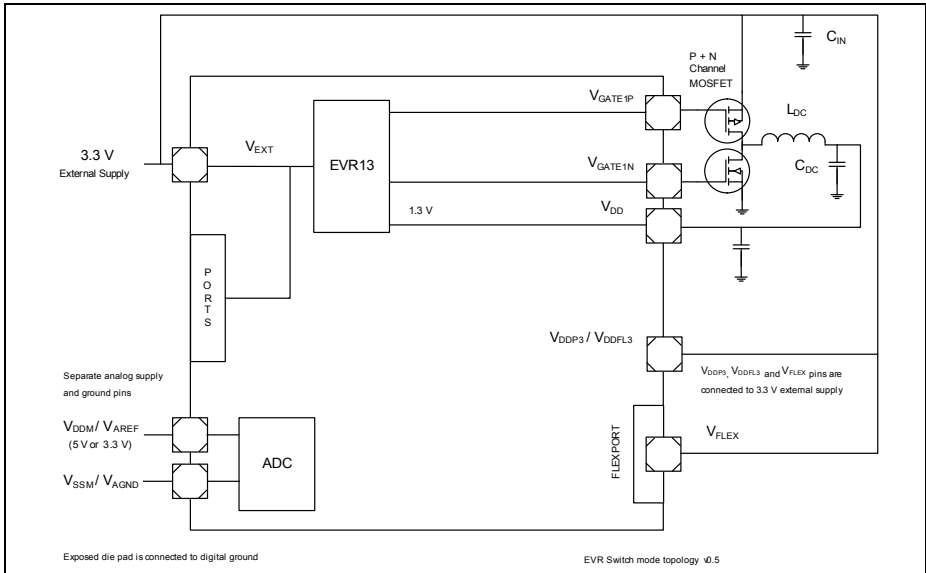 C_IN
P + N
Channel
MOSFET
V_GATE1P
L_DC
3.3 V
External Supply
V_EXT
EVR13
V_GATE1N
C_DC
1.3 V
V_DD
P
O
R
T
S
V_DDP3 / V_DDFL3
Separate analog supply
and ground pins
V_DDP3, V_DDFL3 and V_FLEX pins are
connected to 3.3 V external supply
V_DDM / V_AREF
(5 V or 3.3 V)
ADC
FLEXPORT
V_FLEX
V_SSM / V_AGND
Exposed die pad is connected to digital ground
EVR Switch mode topology v0.5